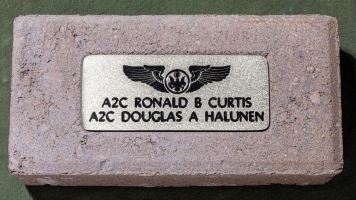 A2C RONALD B CURTIS
A2C DOUGLAS A HALUNEN